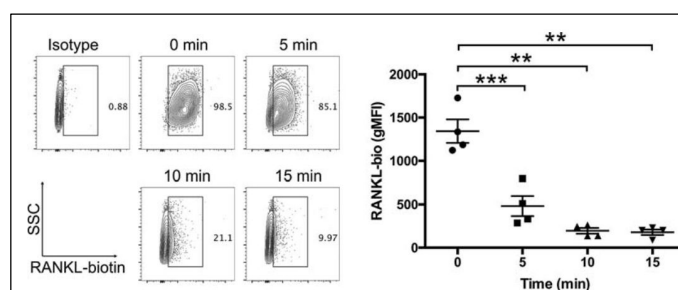 Isotype 0 min 5 min
0.88 98.5 85.1
10 min 15 min
21.1 9.97
SSC
RANKL-biotin
**
**
***
2000
1500
1000
500
0
RANKL-bio (gMFI)
0 5 10 15
Time (min)